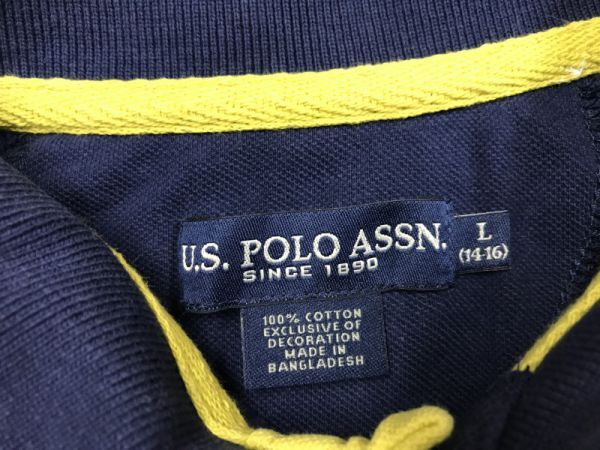 U.S. POLO ASSN.
SINCE 1890
L
(14-16)
100% COTTON
EXCLUSIVE OF
DECORATION
MADE IN
BANGLADESH